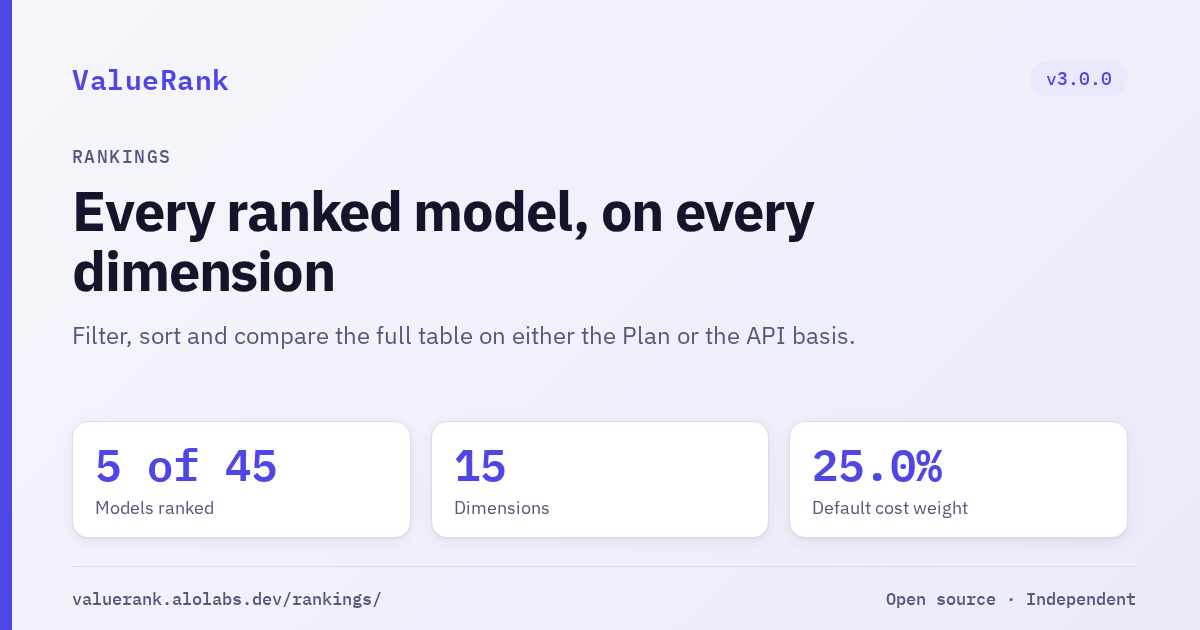 ValueRank
v3.0.0
RANKINGS
Every ranked model, on every
dimension
Filter, sort and compare the full table on either the Plan or the API basis.
5 of 45
Models ranked
15
Dimensions
25.0%
Default cost weight
valuerank.alolabs.dev/rankings/
Open source · Independent